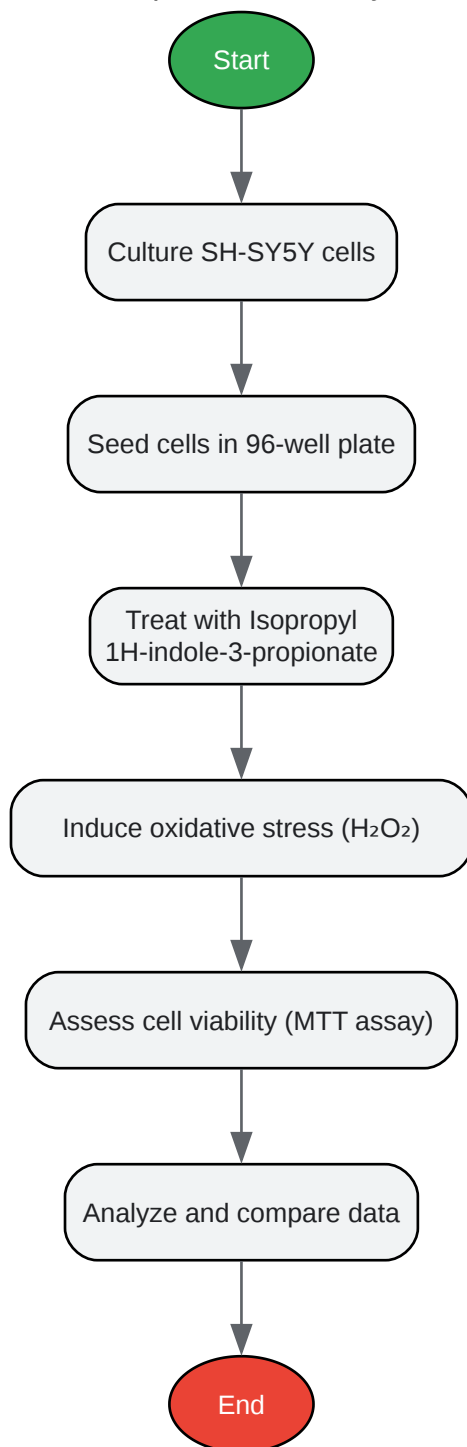 Start
Culture SH-SY5Y cells
Seed cells in 96-well plate
Treat with Isopropyl
1H-indole-3-propionate
Induce oxidative stress (H₂O₂)
Assess cell viability (MTT assay)
Analyze and compare data
End